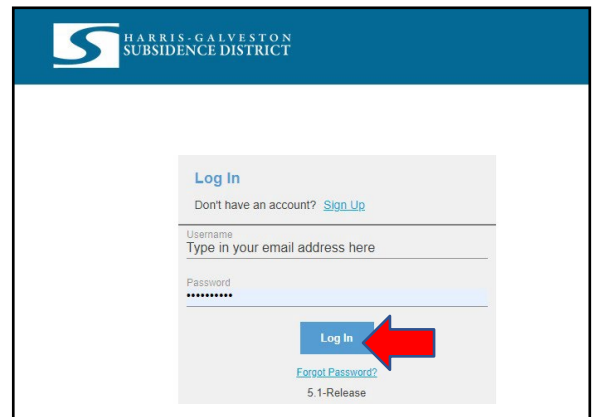 HARRIS-GALVESTON
SUBSIDENCE DISTRICT
Log In
Don't have an account? Sign Up
Username
Type in your email address here
Password
••••••••••
Log In
Forgot Password?
5.1-Release